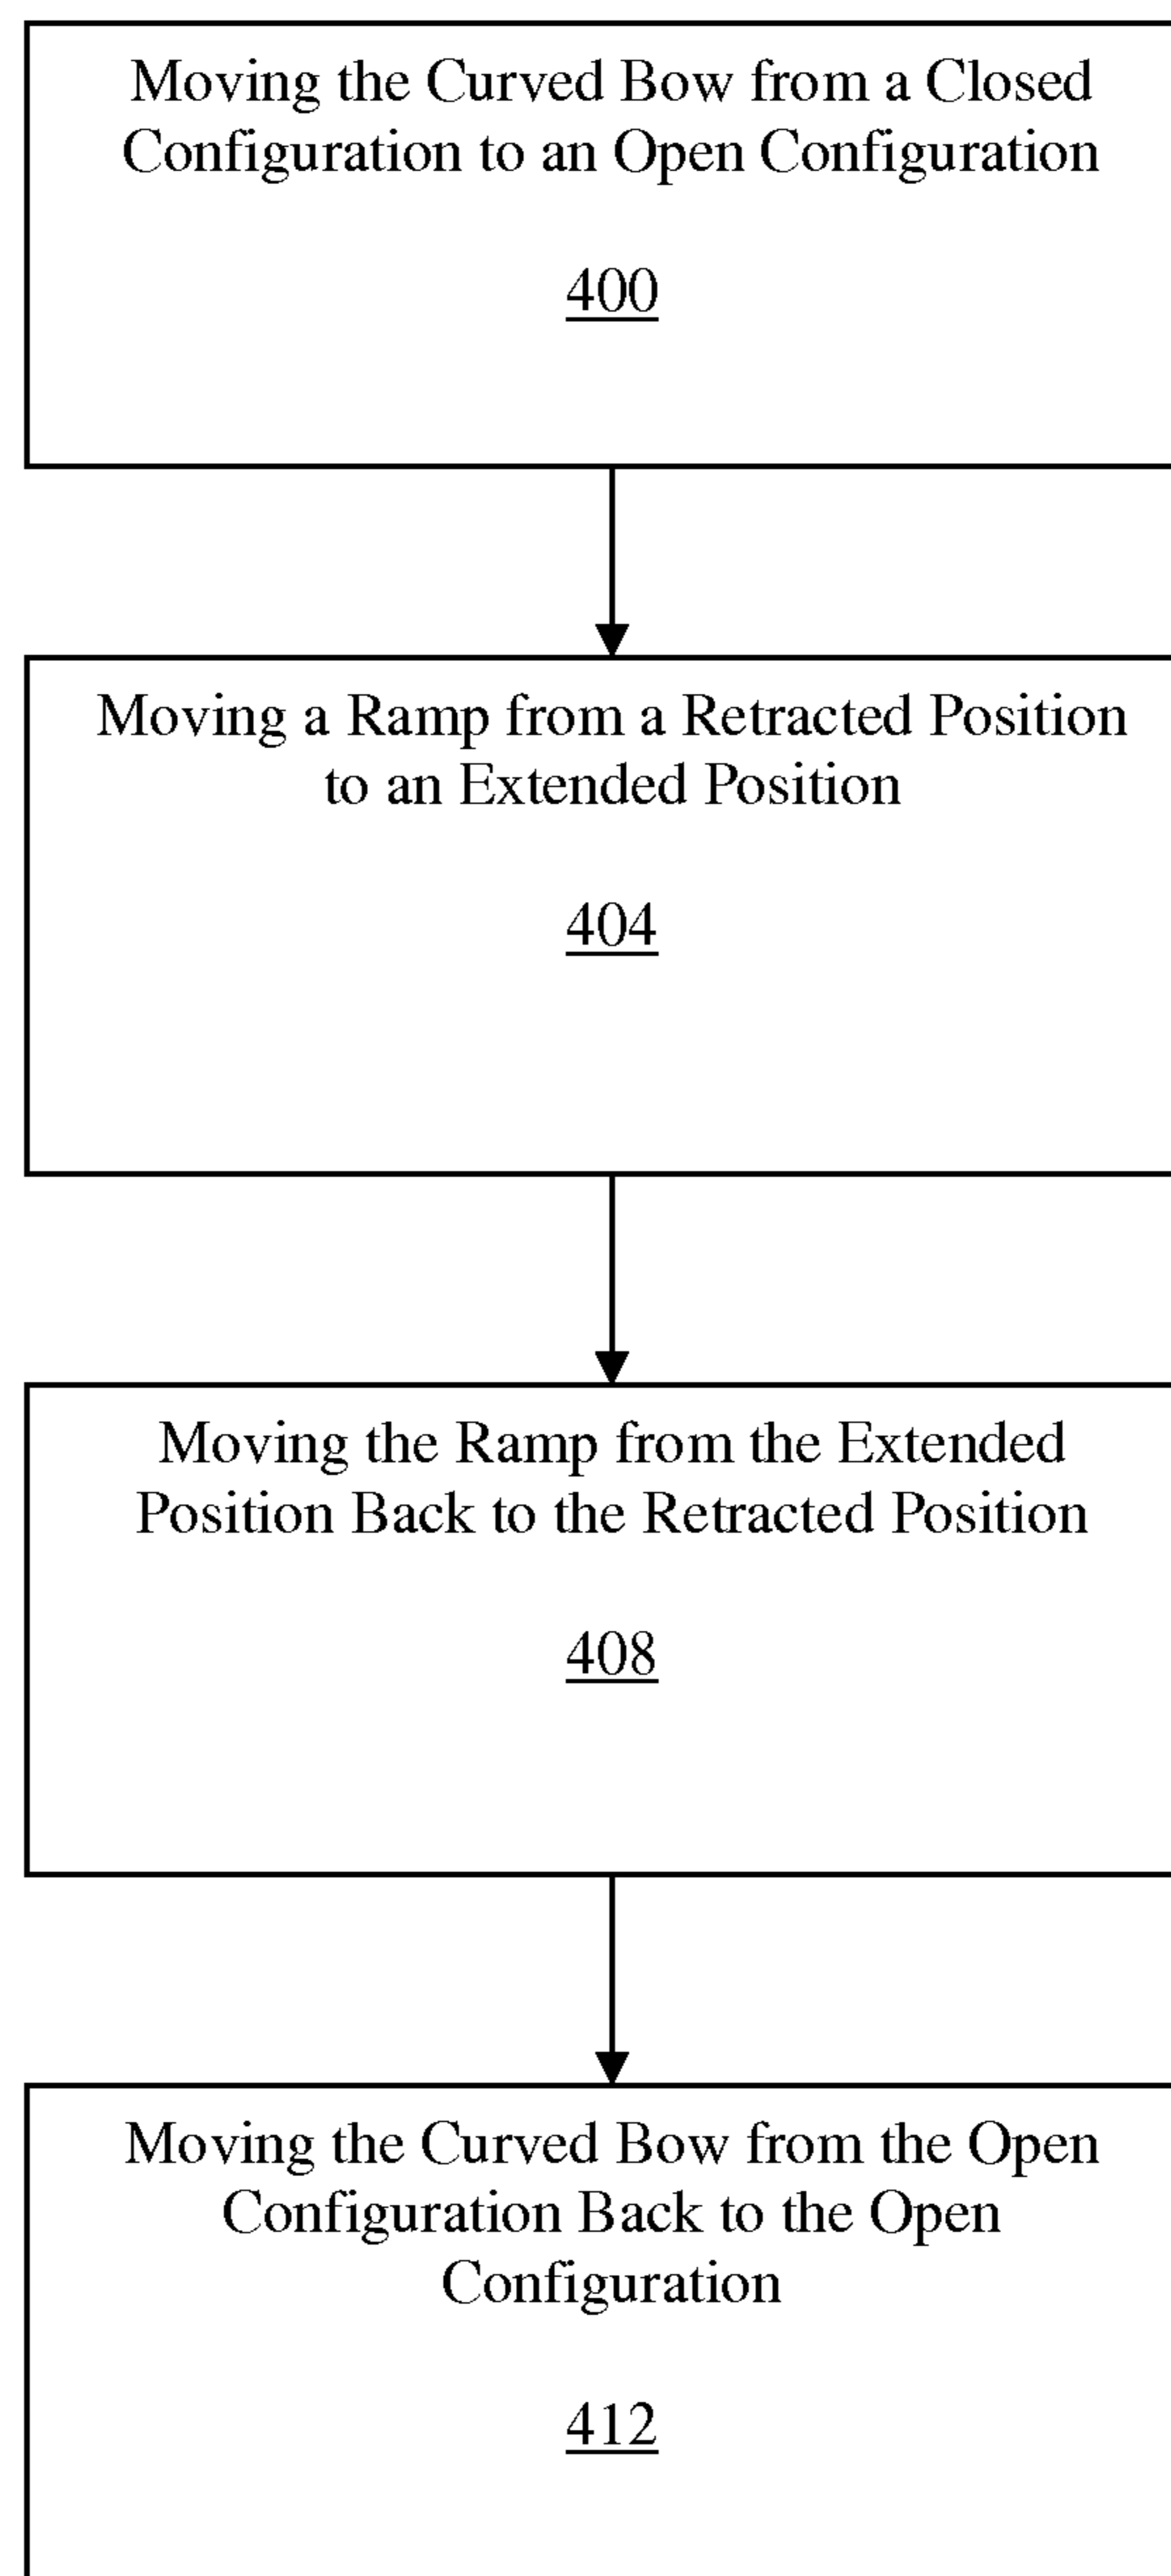 Moving the Curved Bow from a Closed
Configuration to an Open Configuration
400
Moving a Ramp from a Retracted Position
to an Extended Position
404
Moving the Ramp from the Extended
Position Back to the Retracted Position
408
Moving the Curved Bow from the Open
Configuration Back to the Open
Configuration
412